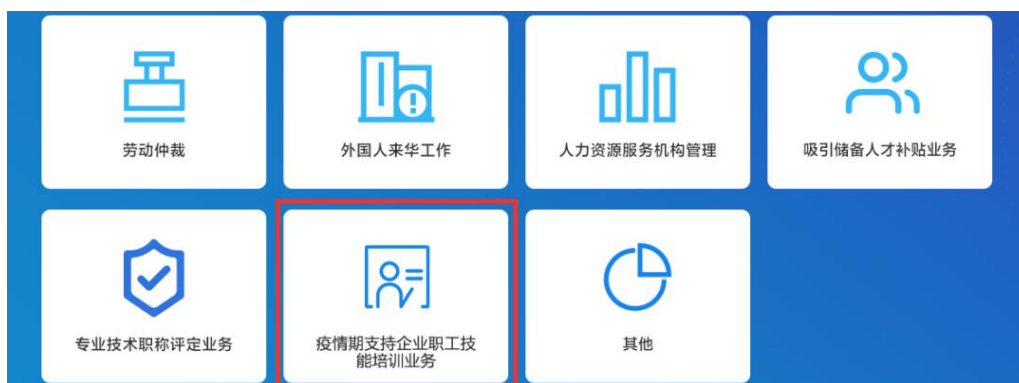 劳动仲裁
外国人来华工作
人力资源服务机构管理
吸引储备人才补贴业务
专业技术职称评定业务
疫情期支持企业职工技
能培训业务
其他